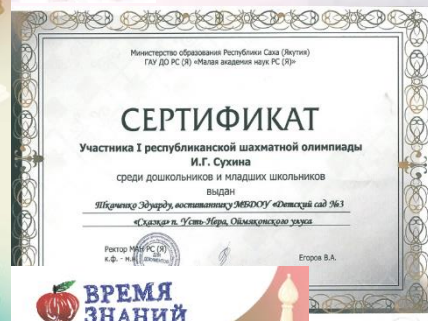 Министерство образования Республики Саха (Якутия)
ГАУ ДО РС (Я) «Малая академия наук РС (Я)»
СЕРТИФИКАТ
Участника I республиканской шахматной олимпиады
И.Г. Сухина
среди дошкольников и младших школьников
выдан
Ткаченко Эдуарду, воспитаннику МБДОУ «Детский сад №3
«Сказка» п. Усть-Нера, Оймяконского улуса
Ректор МАН РС (Я)
к.ф. - м.н.
Егоров В.А.
ВРЕМЯ
ЗНАНИЙ